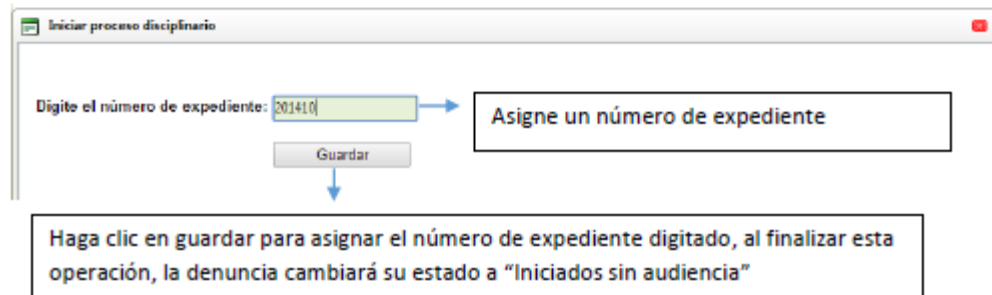 Iniciar proceso disciplinario
Digite el número de expediente: 201410
Asigne un número de expediente
Guardar
Haga clic en guardar para asignar el número de expediente digitado, al finalizar esta
operación, la denuncia cambiará su estado a “Iniciados sin audiencia”